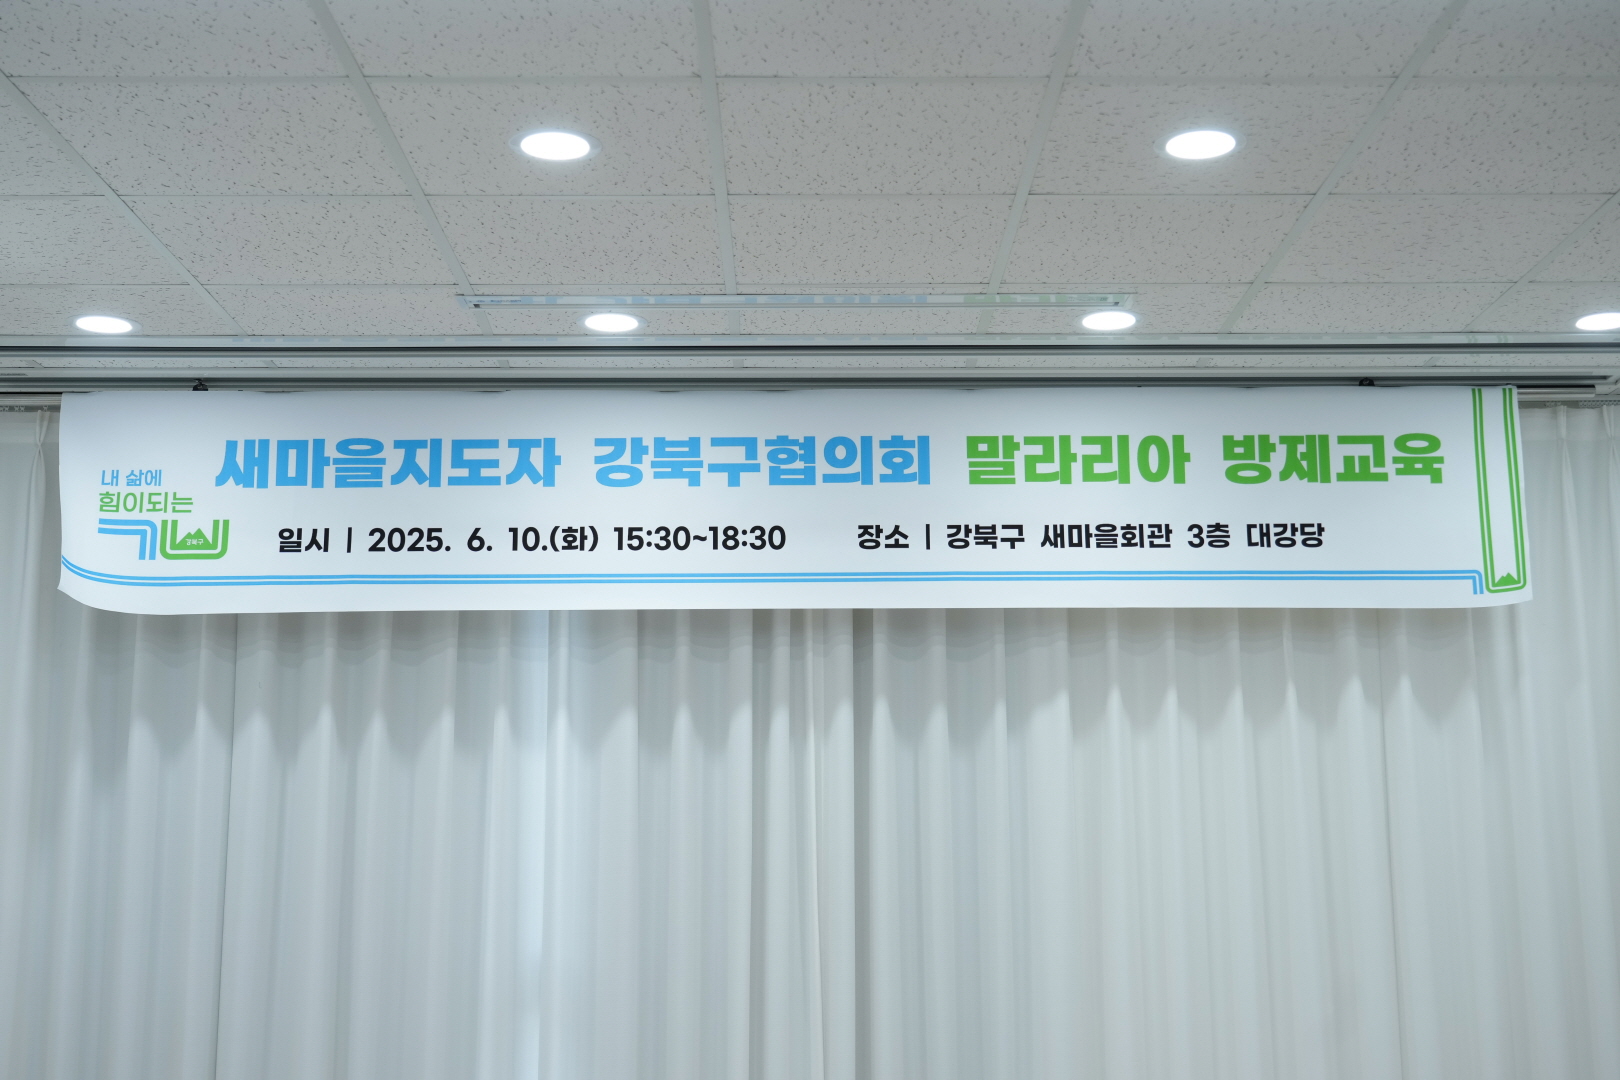 새마을지도자 강북구협의회 말라리아 방제교육
내 삶에
힘이되는
강북구
일시 | 2025. 6. 10.(화) 15:30~18:30 장소 | 강북구 새마을회관 3층 대강당